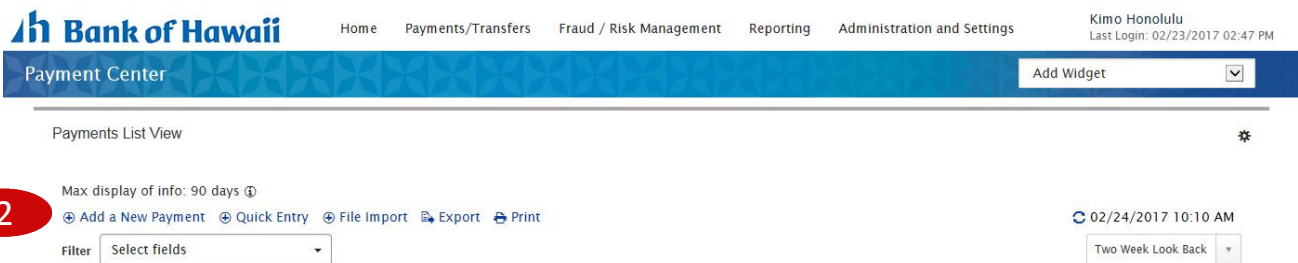 Bank of Hawaii Home Payments/Transfers Fraud / Risk Management Reporting Administration and Settings Kimo Honolulu
Last Login: 02/23/2017 02:47 PM
Payment Center Add Widget
Payments List View
Max display of info: 90 days
2 Add a New Payment Quick Entry File Import Export Print 02/24/2017 10:10 AM
Filter Select fields Two Week Look Back